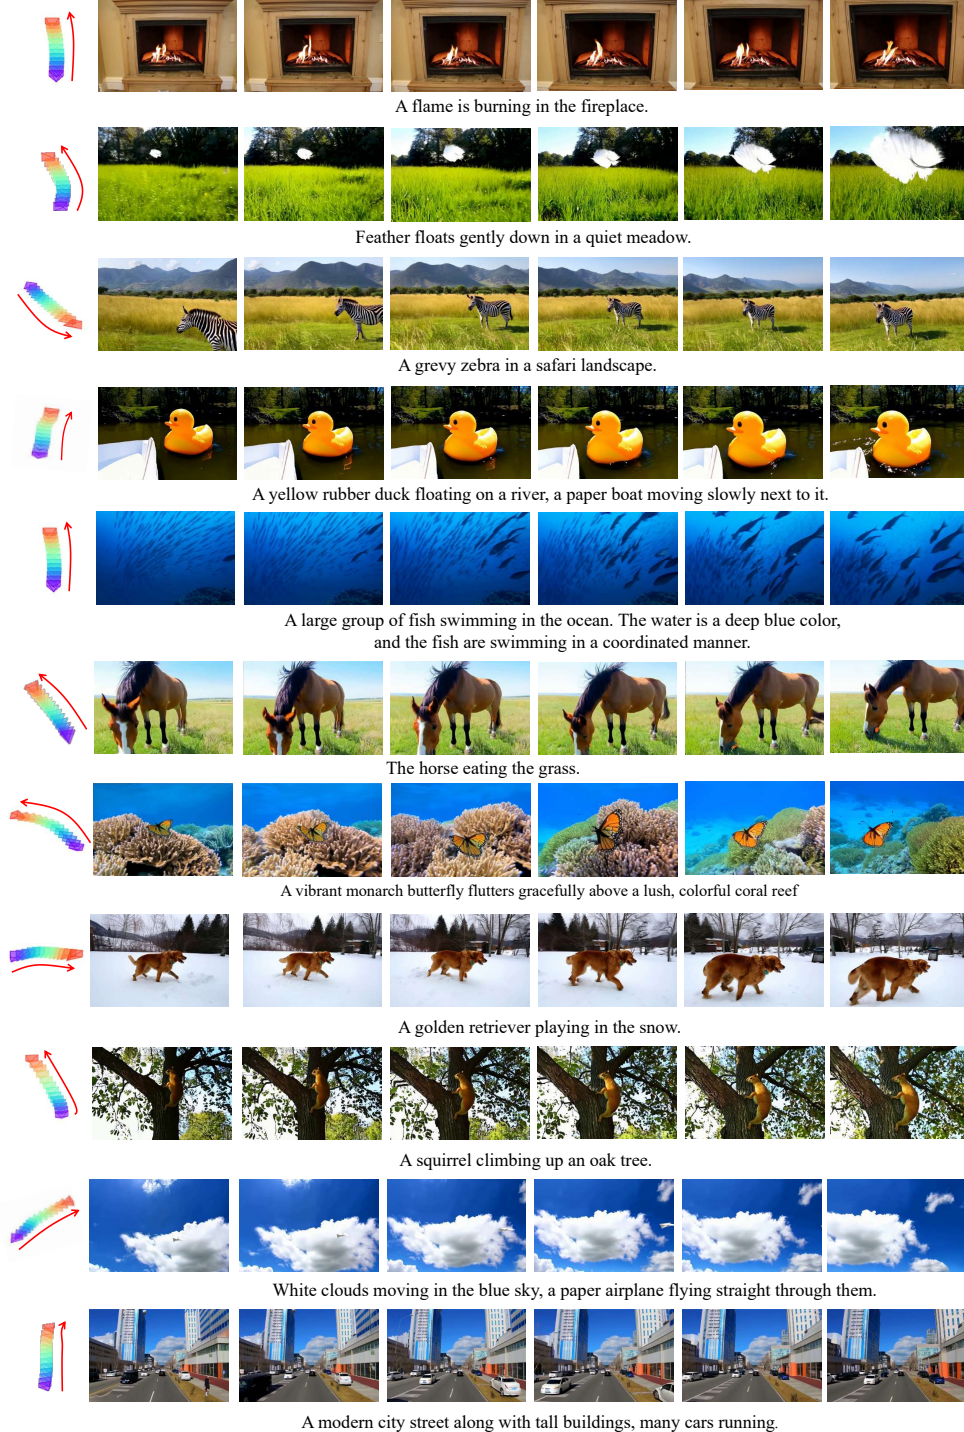 A flame is burning in the fireplace.
Feather floats gently down in a quiet meadow.
A grevy zebra in a safari landscape.
A yellow rubber duck floating on a river, a paper boat moving slowly next to it.
A large group of fish swimming in the ocean. The water is a deep blue color,
and the fish are swimming in a coordinated manner.
The horse eating the grass.
A vibrant monarch butterfly flutters gracefully above a lush, colorful coral reef
A golden retriever playing in the snow.
A squirrel climbing up an oak tree.
White clouds moving in the blue sky, a paper airplane flying straight through them.
A modern city street along with tall buildings, many cars running.